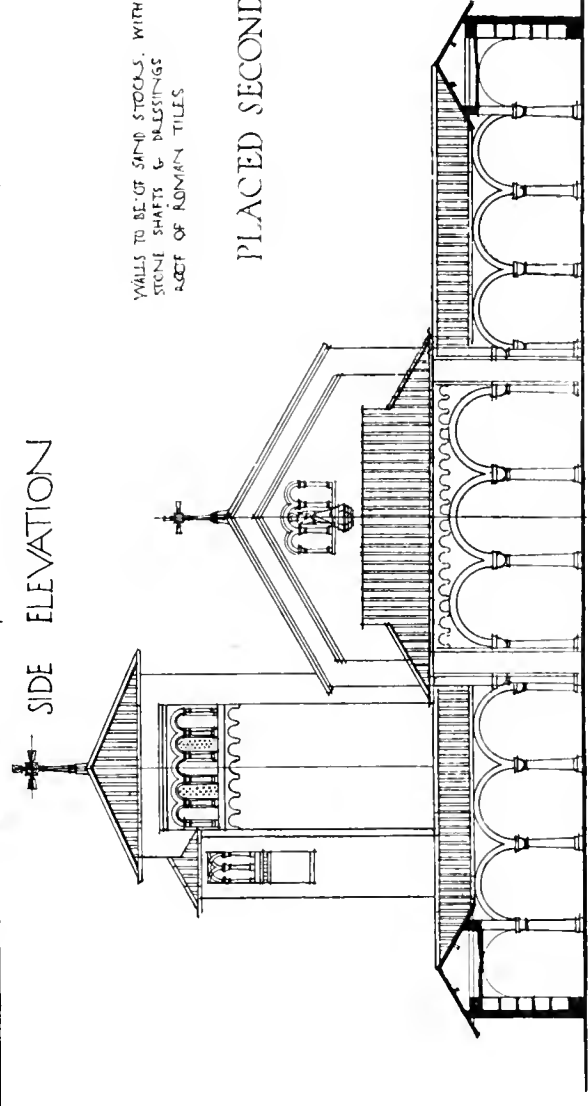 SIDE ELEVATION
WALLS TO BE OF SAND STOCKS, WITH
STONE SHAFTS & DRESSINGS
ROOF OF ROMAN TILES
PLACED SECOND